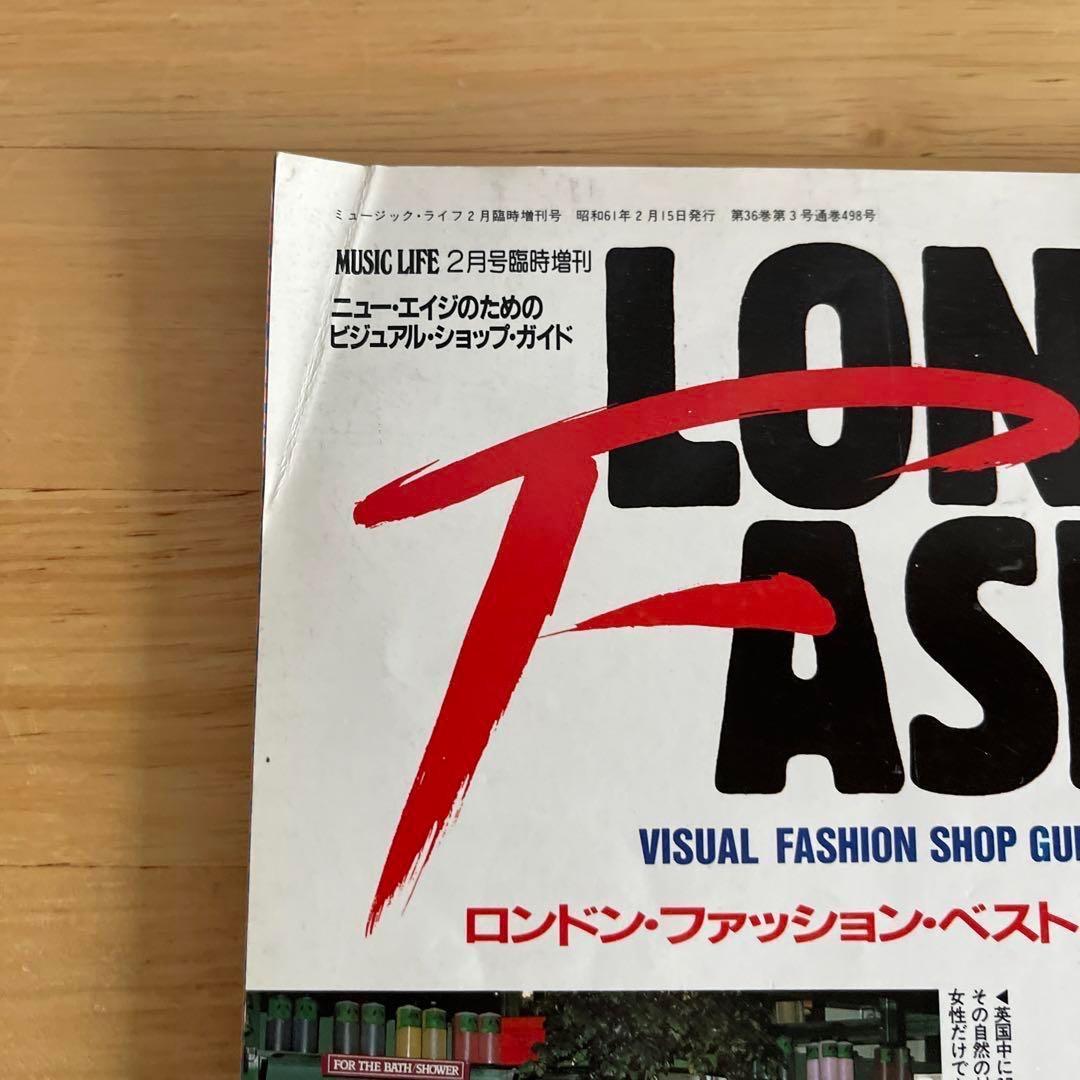 ミュージック・ライフ2月臨時増刊号 昭和61年2月15日発行 第36巻第3号通巻498号
MUSIC LIFE 2月号臨時増刊
ニュー・エイジのための
ビジュアル・ショップ・ガイド
LON
FAS
VISUAL FASHION SHOP GUI
ロンドン・ファッション・ベスト
◀英国中に
その自然の
女性だけで
FOR THE BATH/SHOWER